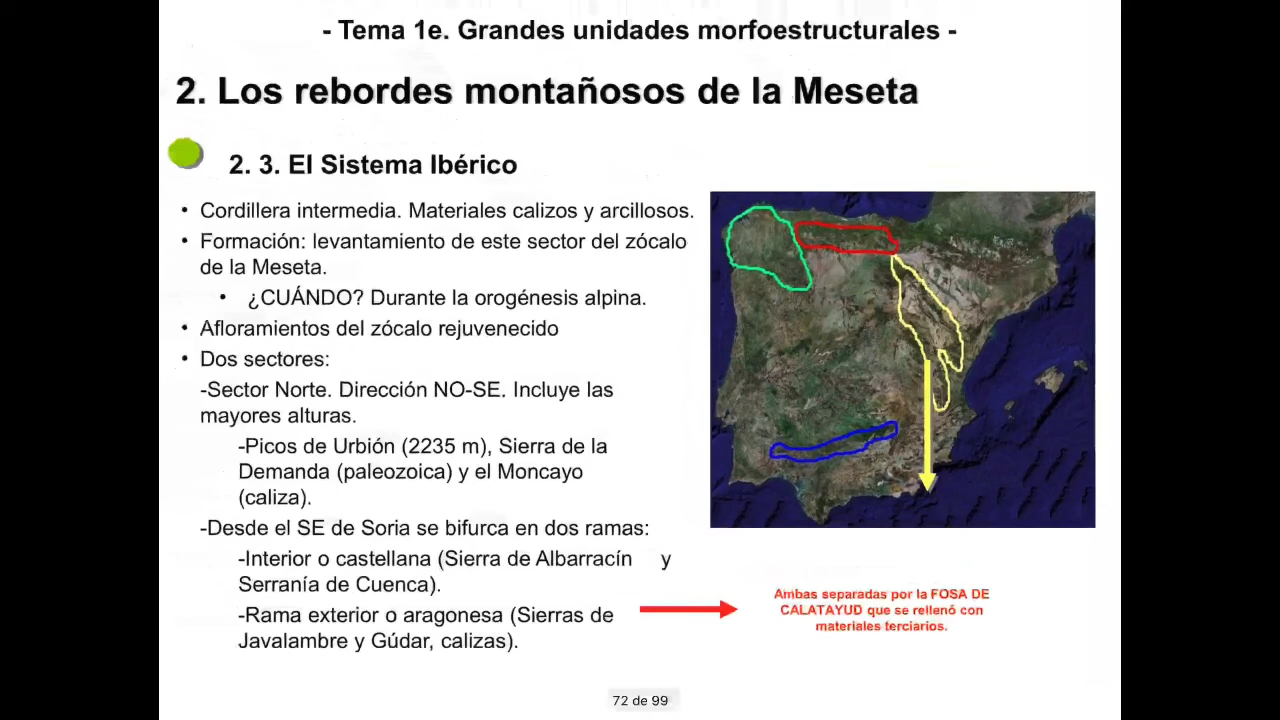 - Tema 1e. Grandes unidades morfoestructurales -
2. Los rebordes montañosos de la Meseta
2. 3. El Sistema Ibérico
• Cordillera intermedia. Materiales calizos y arcillosos.
• Formación: levantamiento de este sector del zócalo
de la Meseta.
• ¿CUÁNDO? Durante la orogénesis alpina.
• Afloramientos del zócalo rejuvenecido
• Dos sectores:
-Sector Norte. Dirección NO-SE. Incluye las
mayores alturas.
-Picos de Urbión (2235 m), Sierra de la
Demanda (paleozoica) y el Moncayo
(caliza).
-Desde el SE de Soria se bifurca en dos ramas:
-Interior o castellana (Sierra de Albarracín y
Serranía de Cuenca).
-Rama exterior o aragonesa (Sierras de
Javalambre y Gúdar, calizas).
Ambas separadas por la FOSA DE
CALATAYUD que se rellenó con
materiales terciarios.
72 de 99